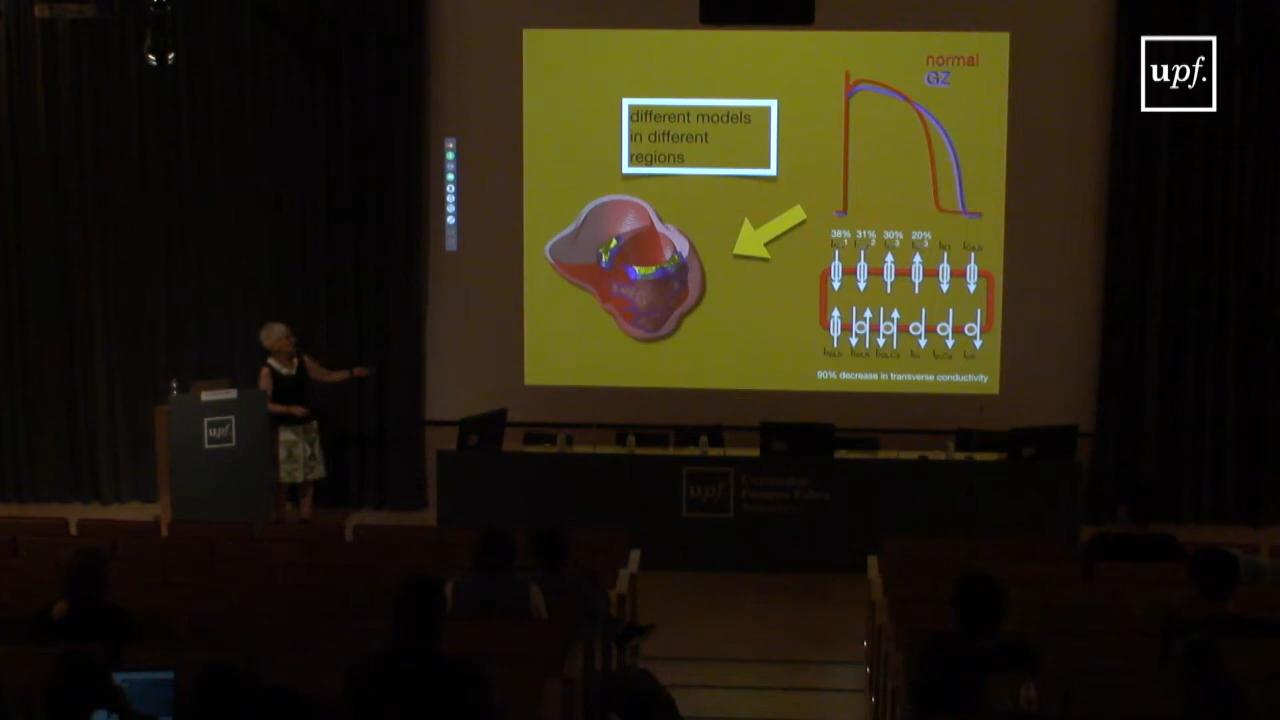 upf.
normal
GZ
different models
in different
regions
38% 31% 30% 20%
90% decrease in transverse conductivity
upf.
upf.